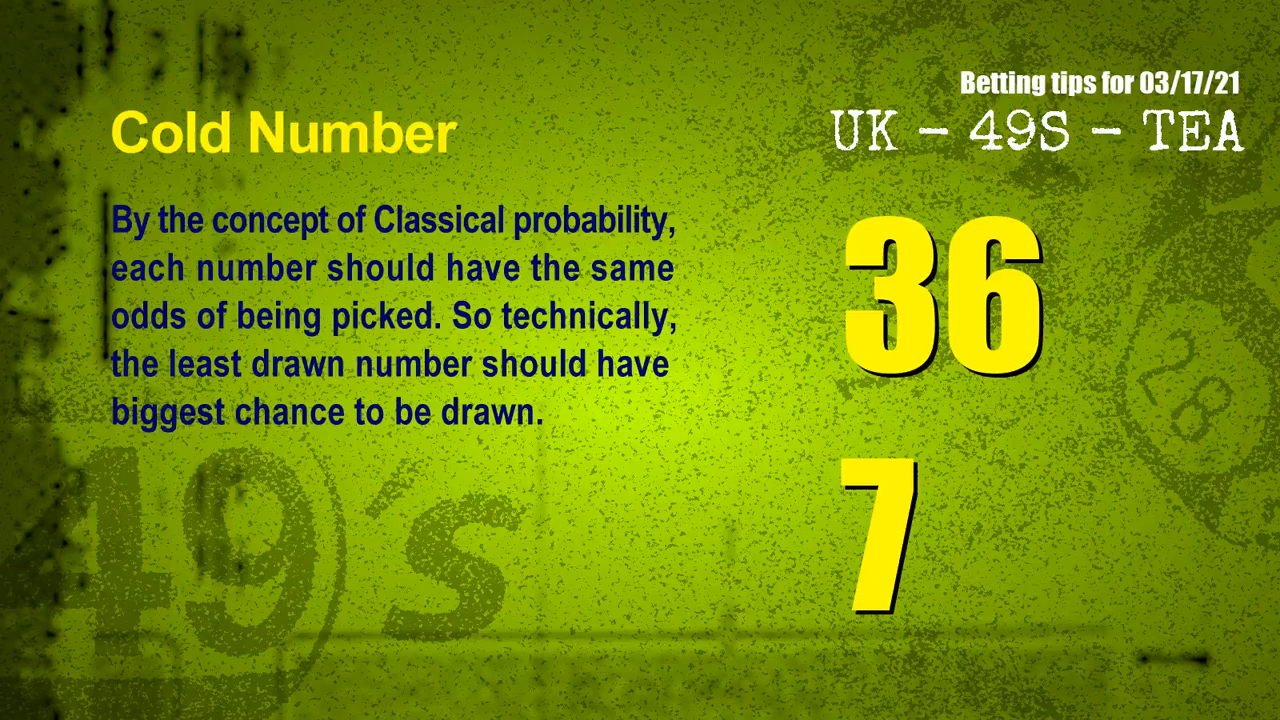 Betting tips for 03/17/21
UK - 49S - TEA
Cold Number
By the concept of Classical probability,
each number should have the same
odds of being picked. So technically,
the least drawn number should have
biggest chance to be drawn.
36
7
28
49's